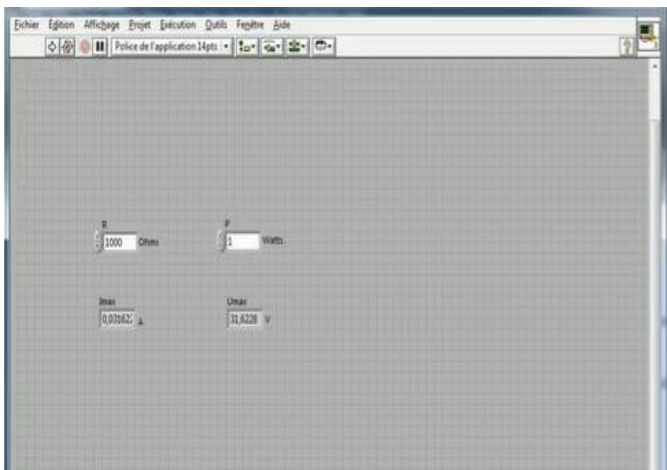 Fichier Edition Affichage Projet Exécution Outils Fenêtre Aide
Police de l'application 14pts
R P
1000 Ohms 1 Watts
Imax Umax
0,03162 A 31,6228 V